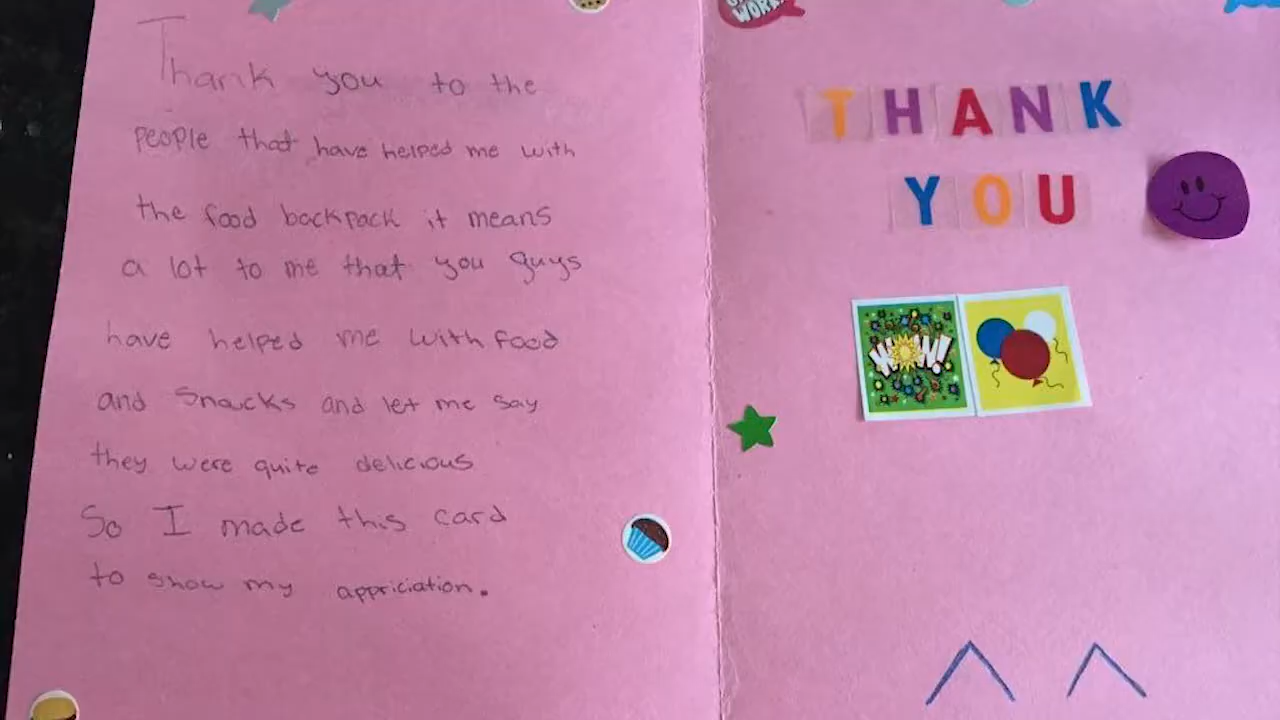 Thank you to the
people that have helped me with
the food backpack it means
a lot to me that you guys
have helped me with food
and snacks and let me say
they were quite delicious
So I made this card
to show my appriciation.
WORK
THANK
YOU
WOW!